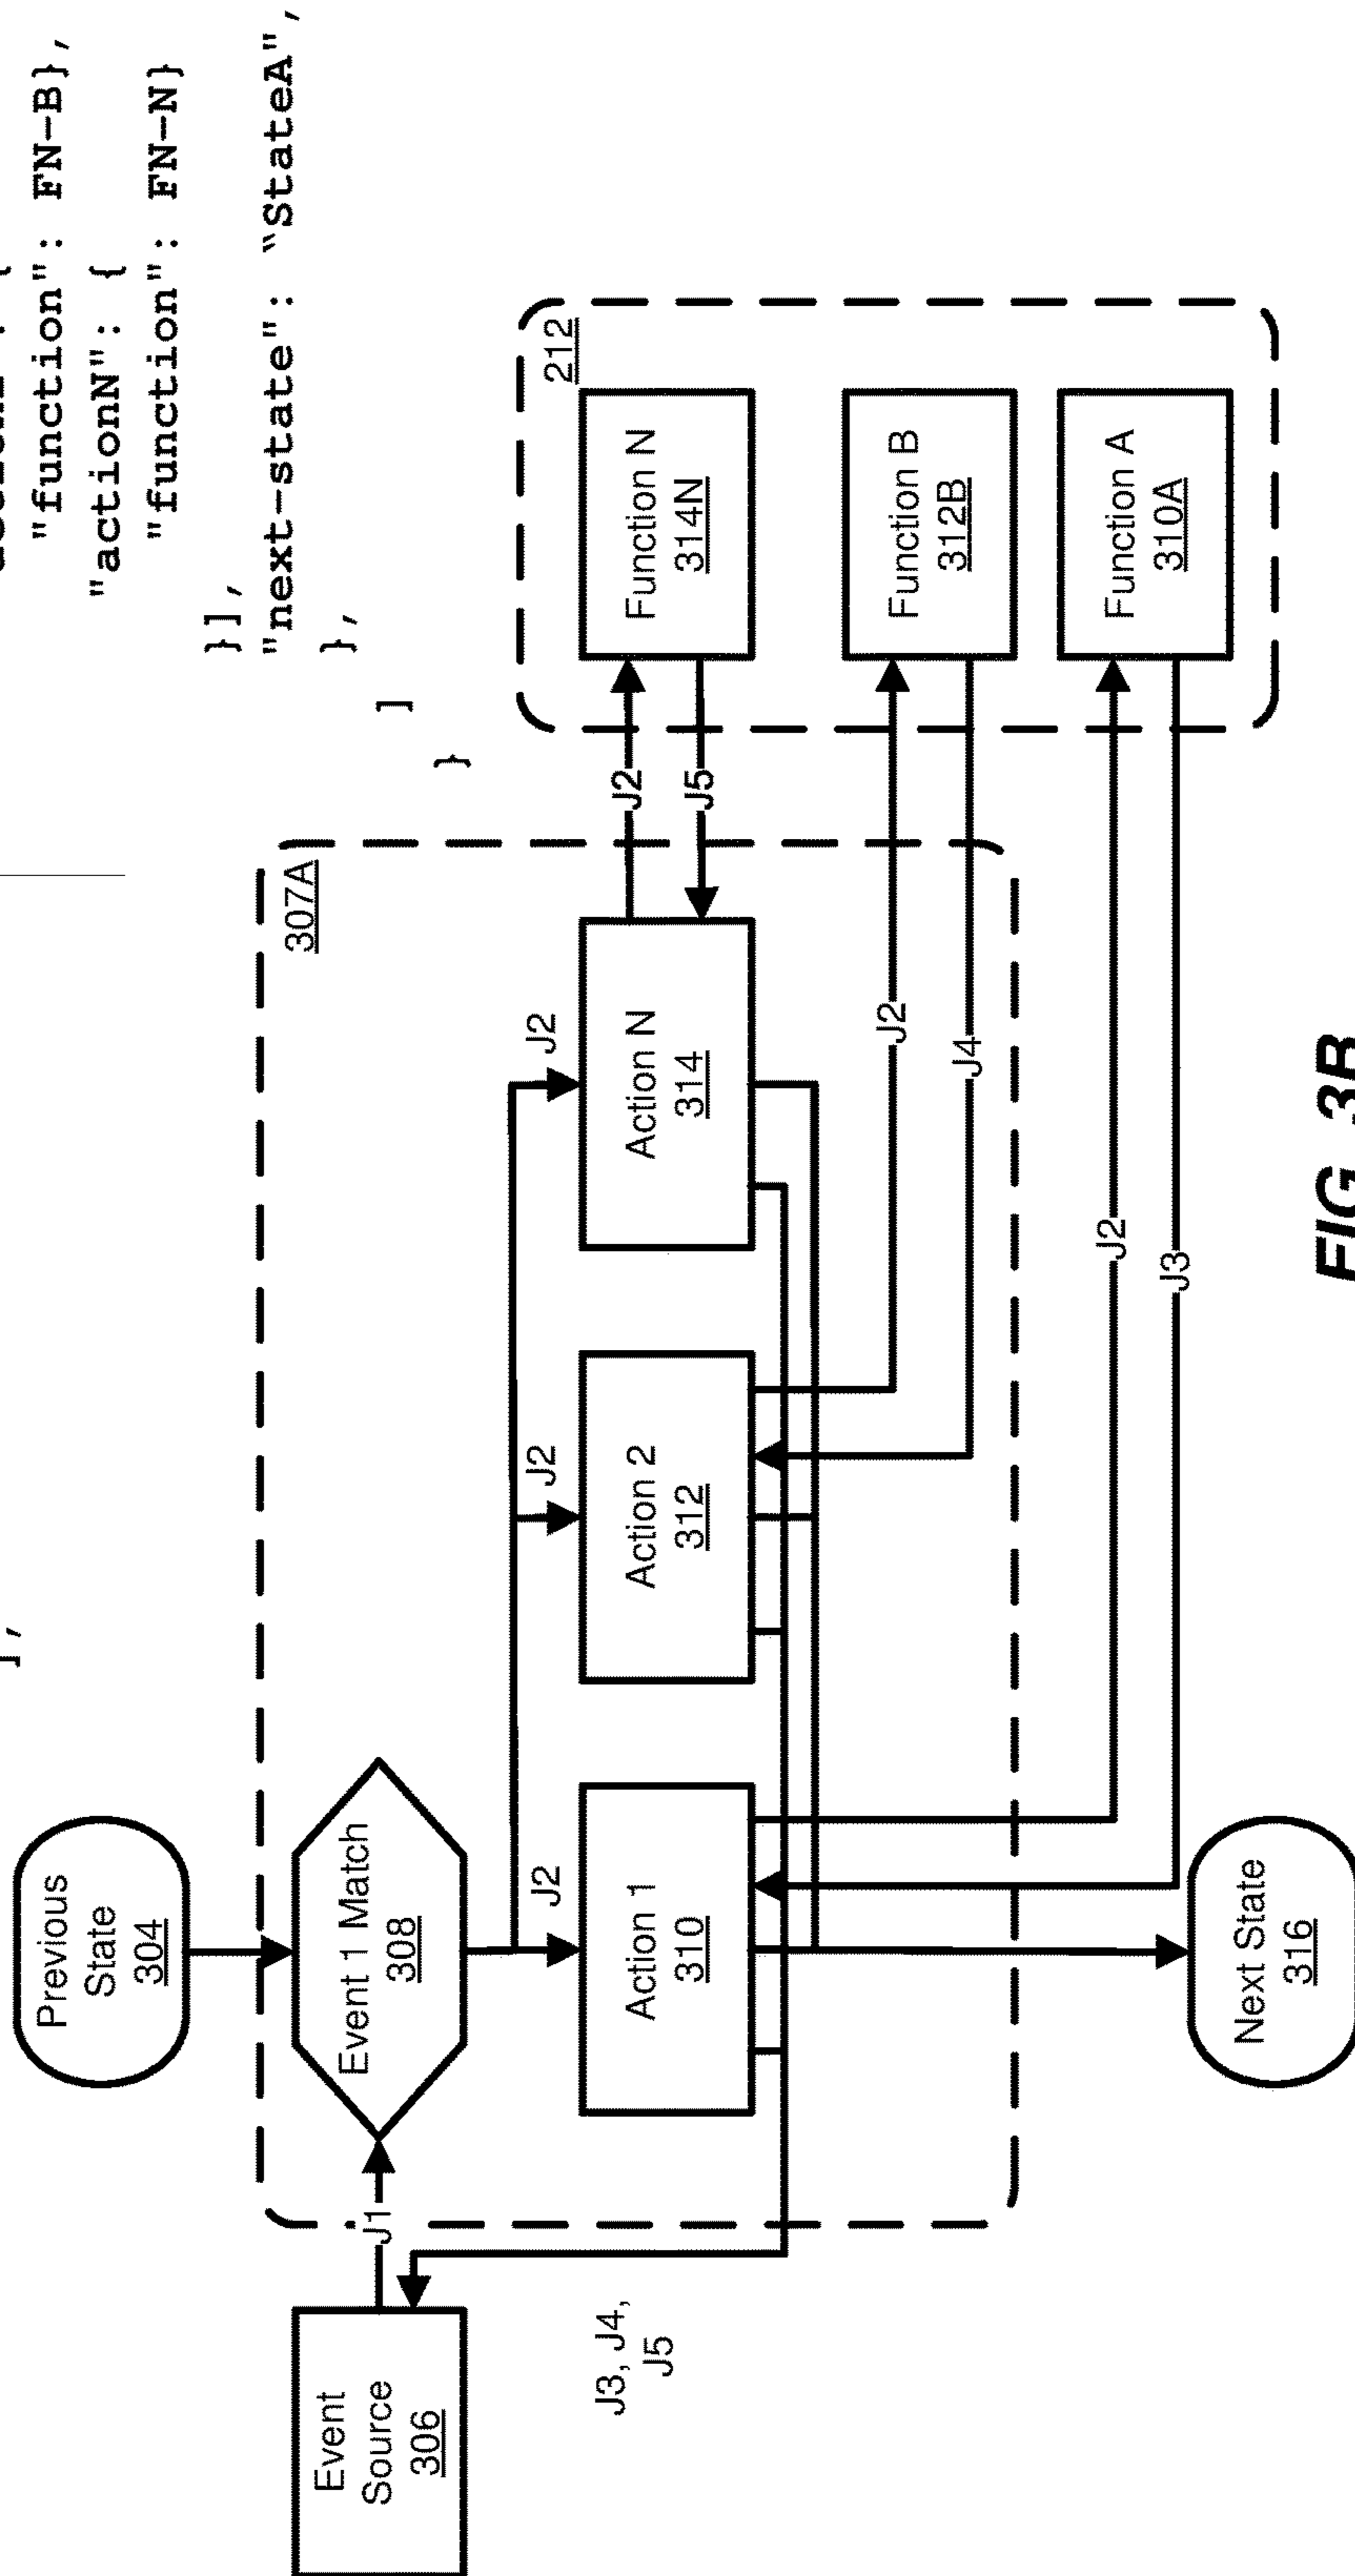 "function": FN-B},
"actionN": {
"function": FN-N}
}],
"next-state": “StateA",
},
]
}
],
Previous
State
304
307A
212
Event
Source
306
J1
Event 1 Match
308
J2
J2
J2
Action 1
310
Action 2
312
Action N
314
J2
J5
Function N
314N
J3, J4,
J5
J2
J4
Function B
312B
J2
J3
Function A
310A
Next State
316
FIG. 3B